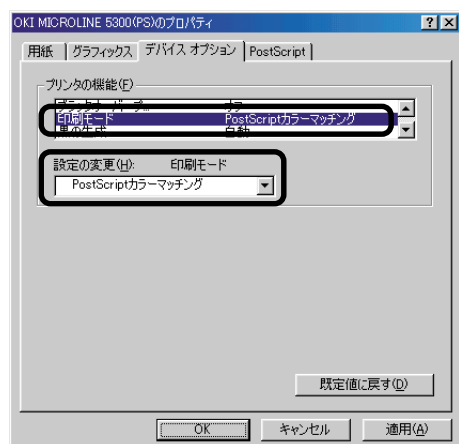 OKI MICROLINE 5300(PS)のプロパティ
用紙 グラフィックス デバイス オプション PostScript
プリンタの機能(F)
印刷モード PostScriptカラーマッチング
黒の生成 自動
設定の変更(H): 印刷モード
PostScriptカラーマッチング
既定値に戻す(D)
OK キャンセル 適用(A)